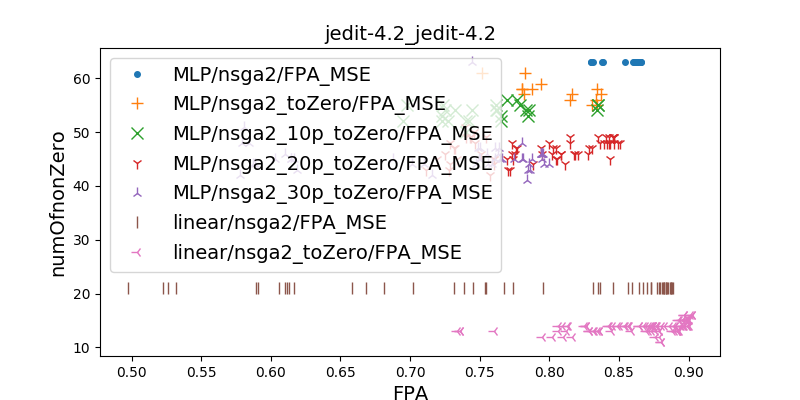 jedit-4.2_jedit-4.2
numOfnonZero
60
50
40
30
20
10
MLP/nsga2/FPA_MSE
MLP/nsga2_toZero/FPA_MSE
MLP/nsga2_10p_toZero/FPA_MSE
MLP/nsga2_20p_toZero/FPA_MSE
MLP/nsga2_30p_toZero/FPA_MSE
linear/nsga2/FPA_MSE
linear/nsga2_toZero/FPA_MSE
0.50 0.55 0.60 0.65 0.70 0.75 0.80 0.85 0.90
FPA